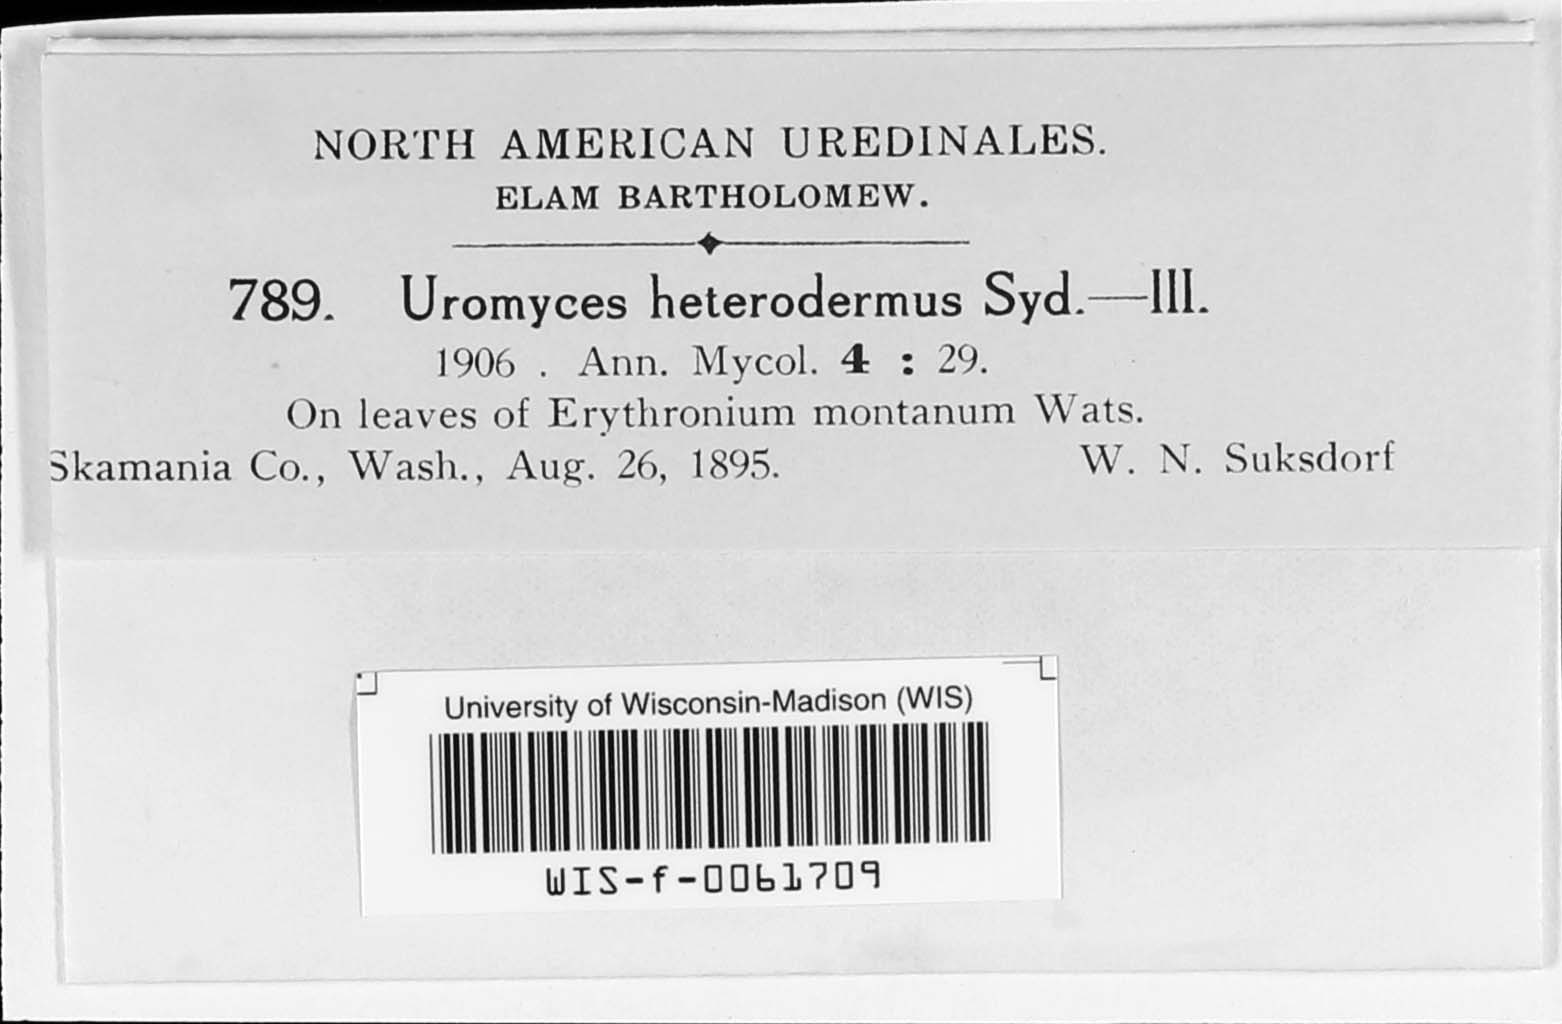 NORTH AMERICAN UREDINALES.
ELAM BARTHOLOMEW.
789. Uromyces heterodermus Syd.—III.
1906 . Ann. Mycol. 4 : 29.
On leaves of Erythronium montanum Wats.
Skamania Co., Wash., Aug. 26, 1895. W. N. Suksdorf
University of Wisconsin-Madison (WIS)
WIS-f-0061709